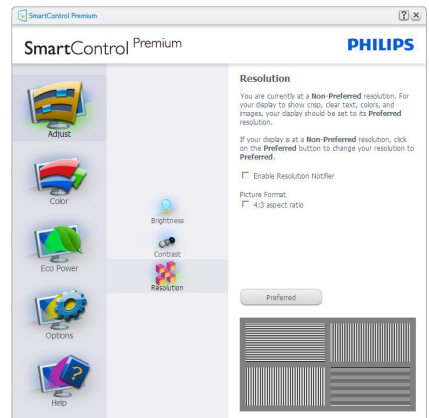 SmartControl Premium
SmartControl Premium
PHILIPS
Adjust
Color
Eco Power
Options
Help
Brightness
Contrast
Resolution
Resolution
You are currently at a Non-Preferred resolution. For
your display to show crisp, clear text, colors, and
images, your display should be set to its Preferred
resolution.
If your display is at a Non-Preferred resolution, click
on the Preferred button to change your resolution to
Preferred.
Enable Resolution Notifier
Picture Format
4:3 aspect ratio
Preferred